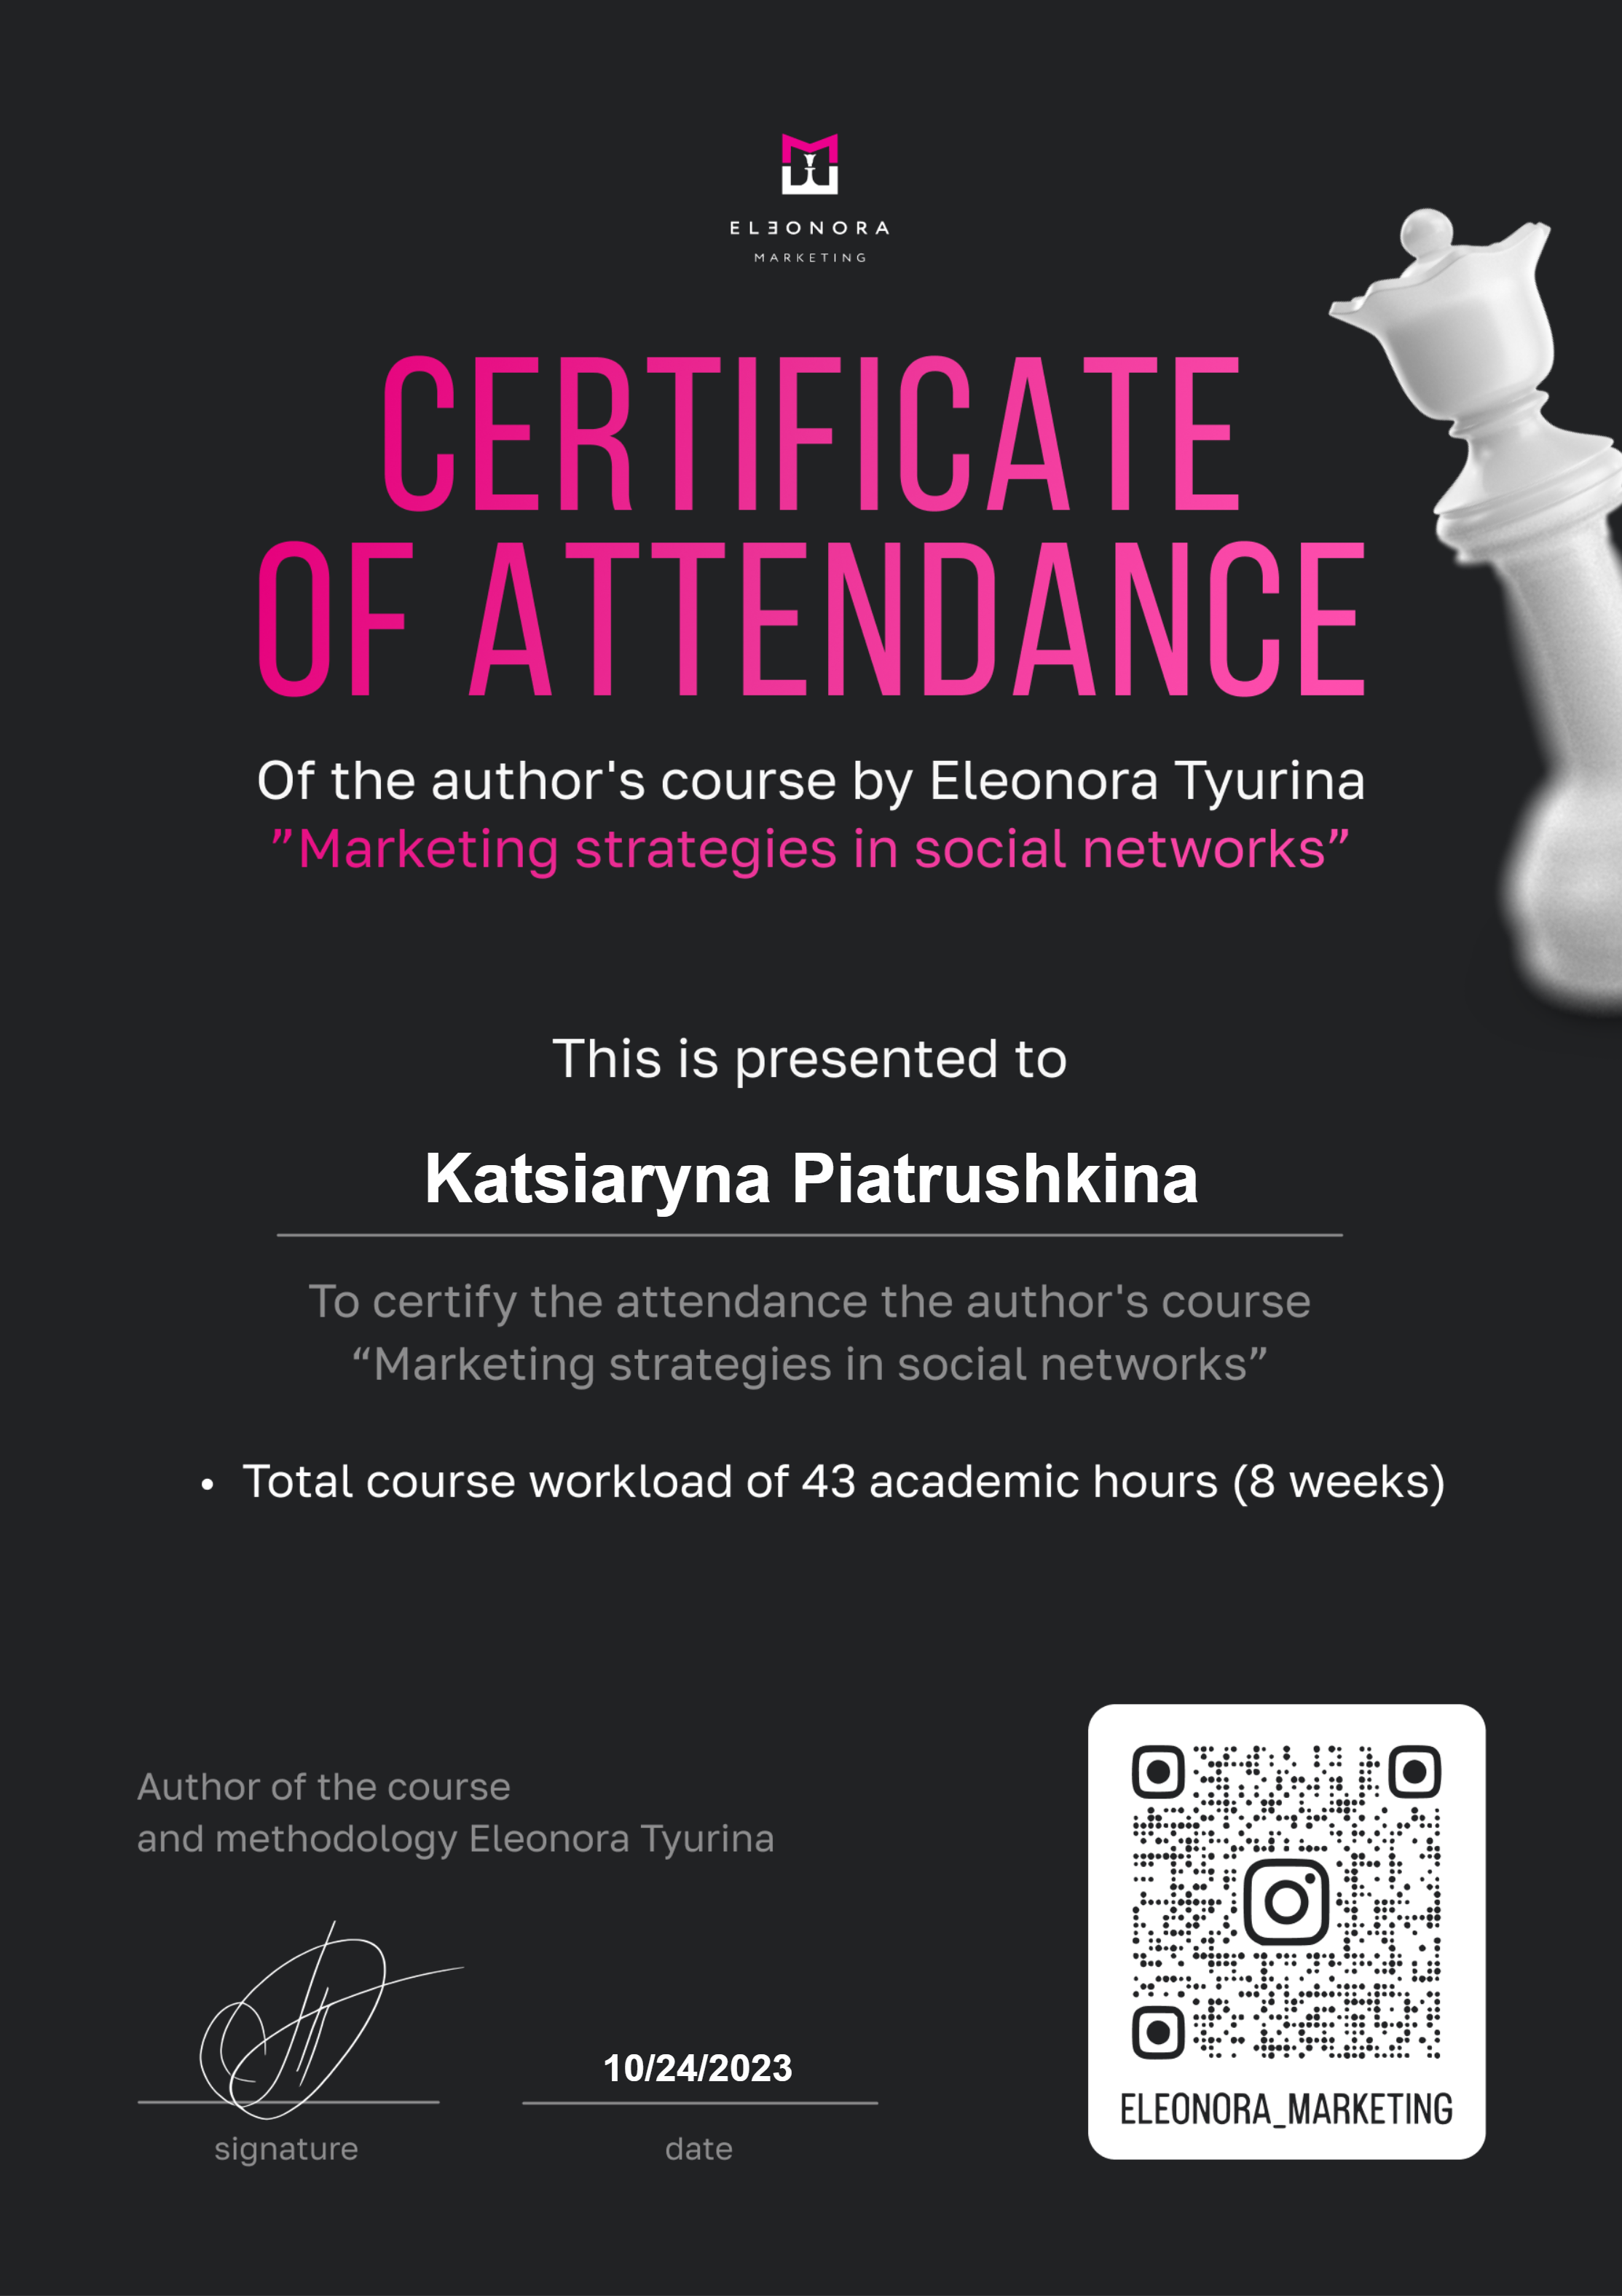 ELEONORA
MARKETING
CERTIFICATE
OF ATTENDANCE
Of the author's course by Eleonora Tyurina
”Marketing strategies in social networks”
This is presented to
Katsiaryna Piatrushkina
To certify the attendance the author's course
“Marketing strategies in social networks”
• Total course workload of 43 academic hours (8 weeks)
Author of the course
and methodology Eleonora Tyurina
10/24/2023
signature
date
ELEONORA_MARKETING